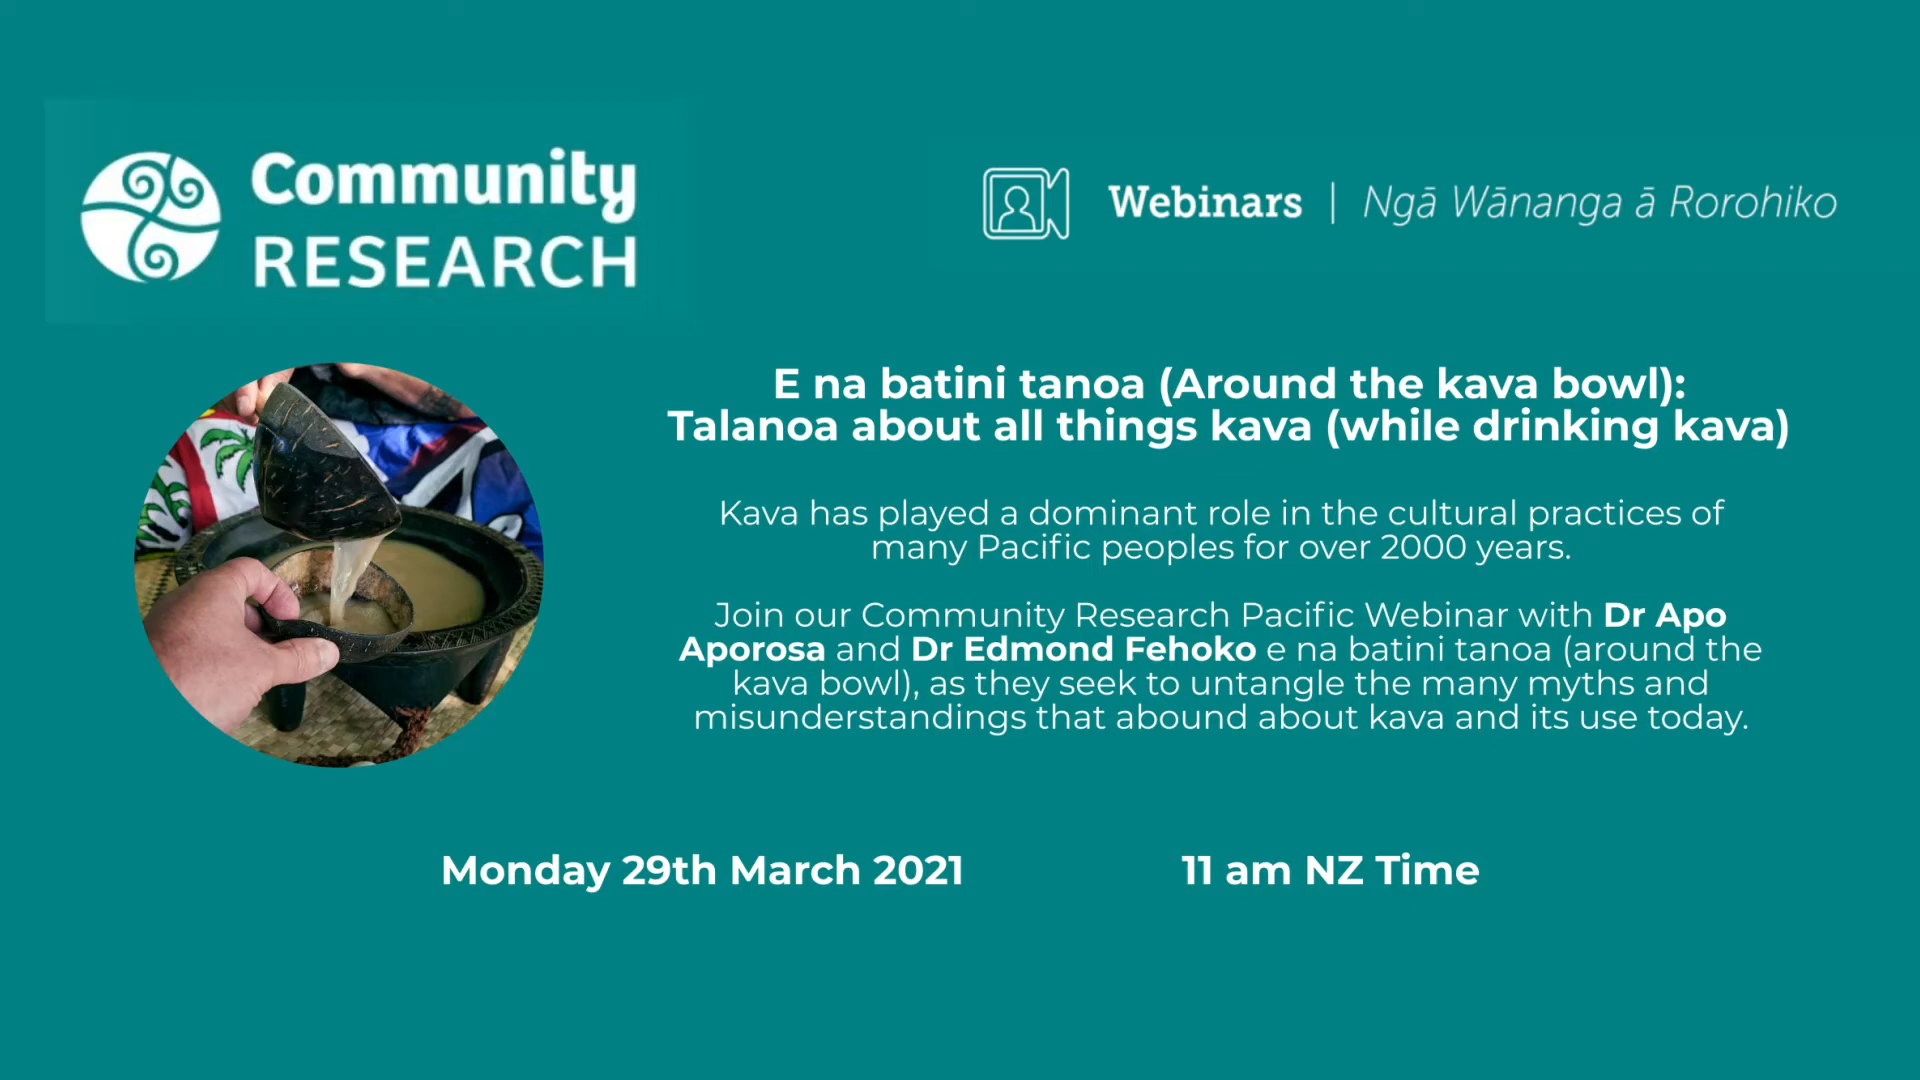 Community
RESEARCH
Webinars | Ngā Wānanga ā Rorohiko
E na batini tanoa (Around the kava bowl):
Talanoa about all things kava (while drinking kava)
Kava has played a dominant role in the cultural practices of
many Pacific peoples for over 2000 years.
Join our Community Research Pacific Webinar with Dr Apo
Aporosa and Dr Edmond Fehoko e na batini tanoa (around the
kava bowl), as they seek to untangle the many myths and
misunderstandings that abound about kava and its use today.
Monday 29th March 2021
11 am NZ Time